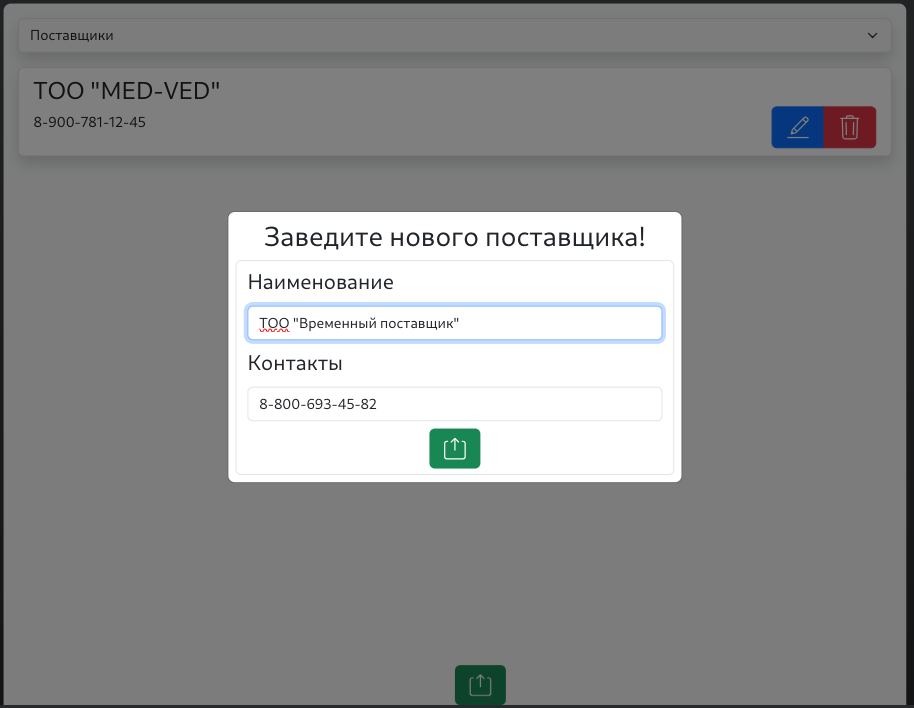 Поставщики
ТОО "MED-VED"
8-900-781-12-45
Заведите нового поставщика!
Наименование
ТОО "Временный поставщик"
Контакты
8-800-693-45-82